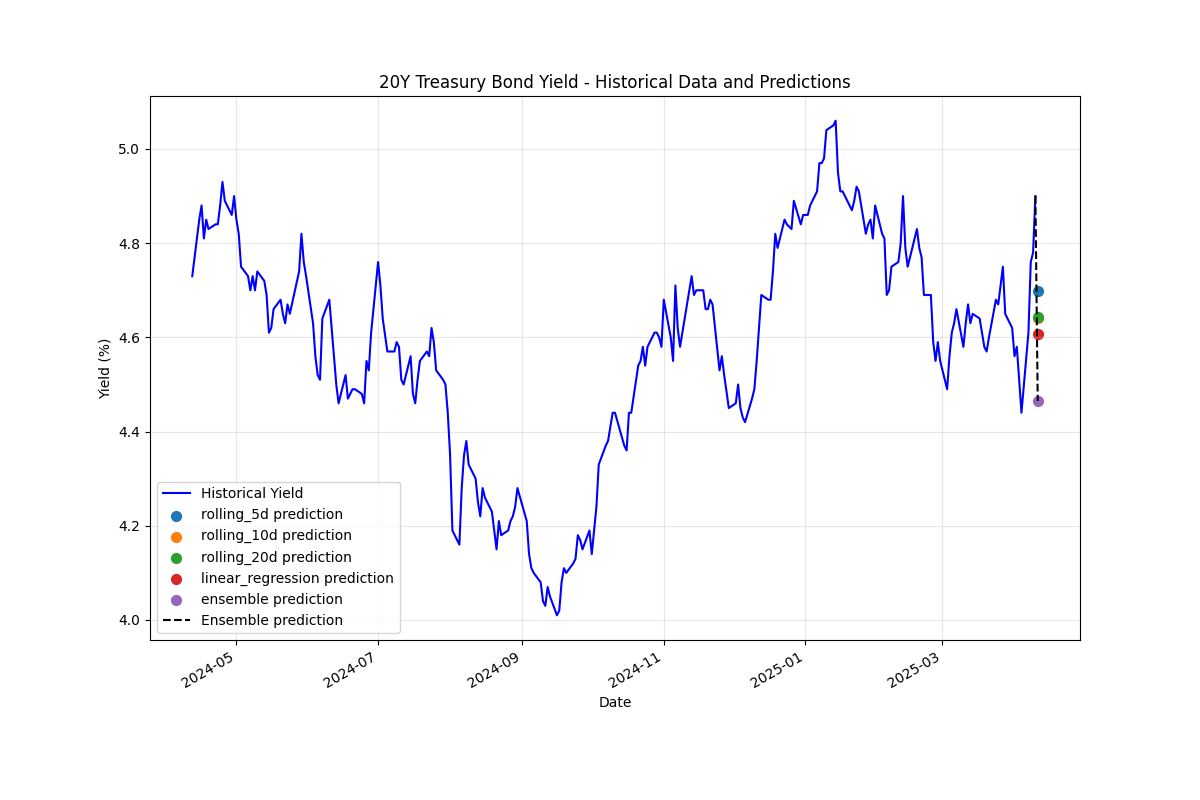 20Y Treasury Bond Yield - Historical Data and Predictions
Yield (%)
5.0
4.8
4.6
4.4
4.2
4.0
Historical Yield
rolling_5d prediction
rolling_10d prediction
rolling_20d prediction
linear_regression prediction
ensemble prediction
Ensemble prediction
2024-05
2024-07
2024-09
2024-11
2025-01
2025-03
Date